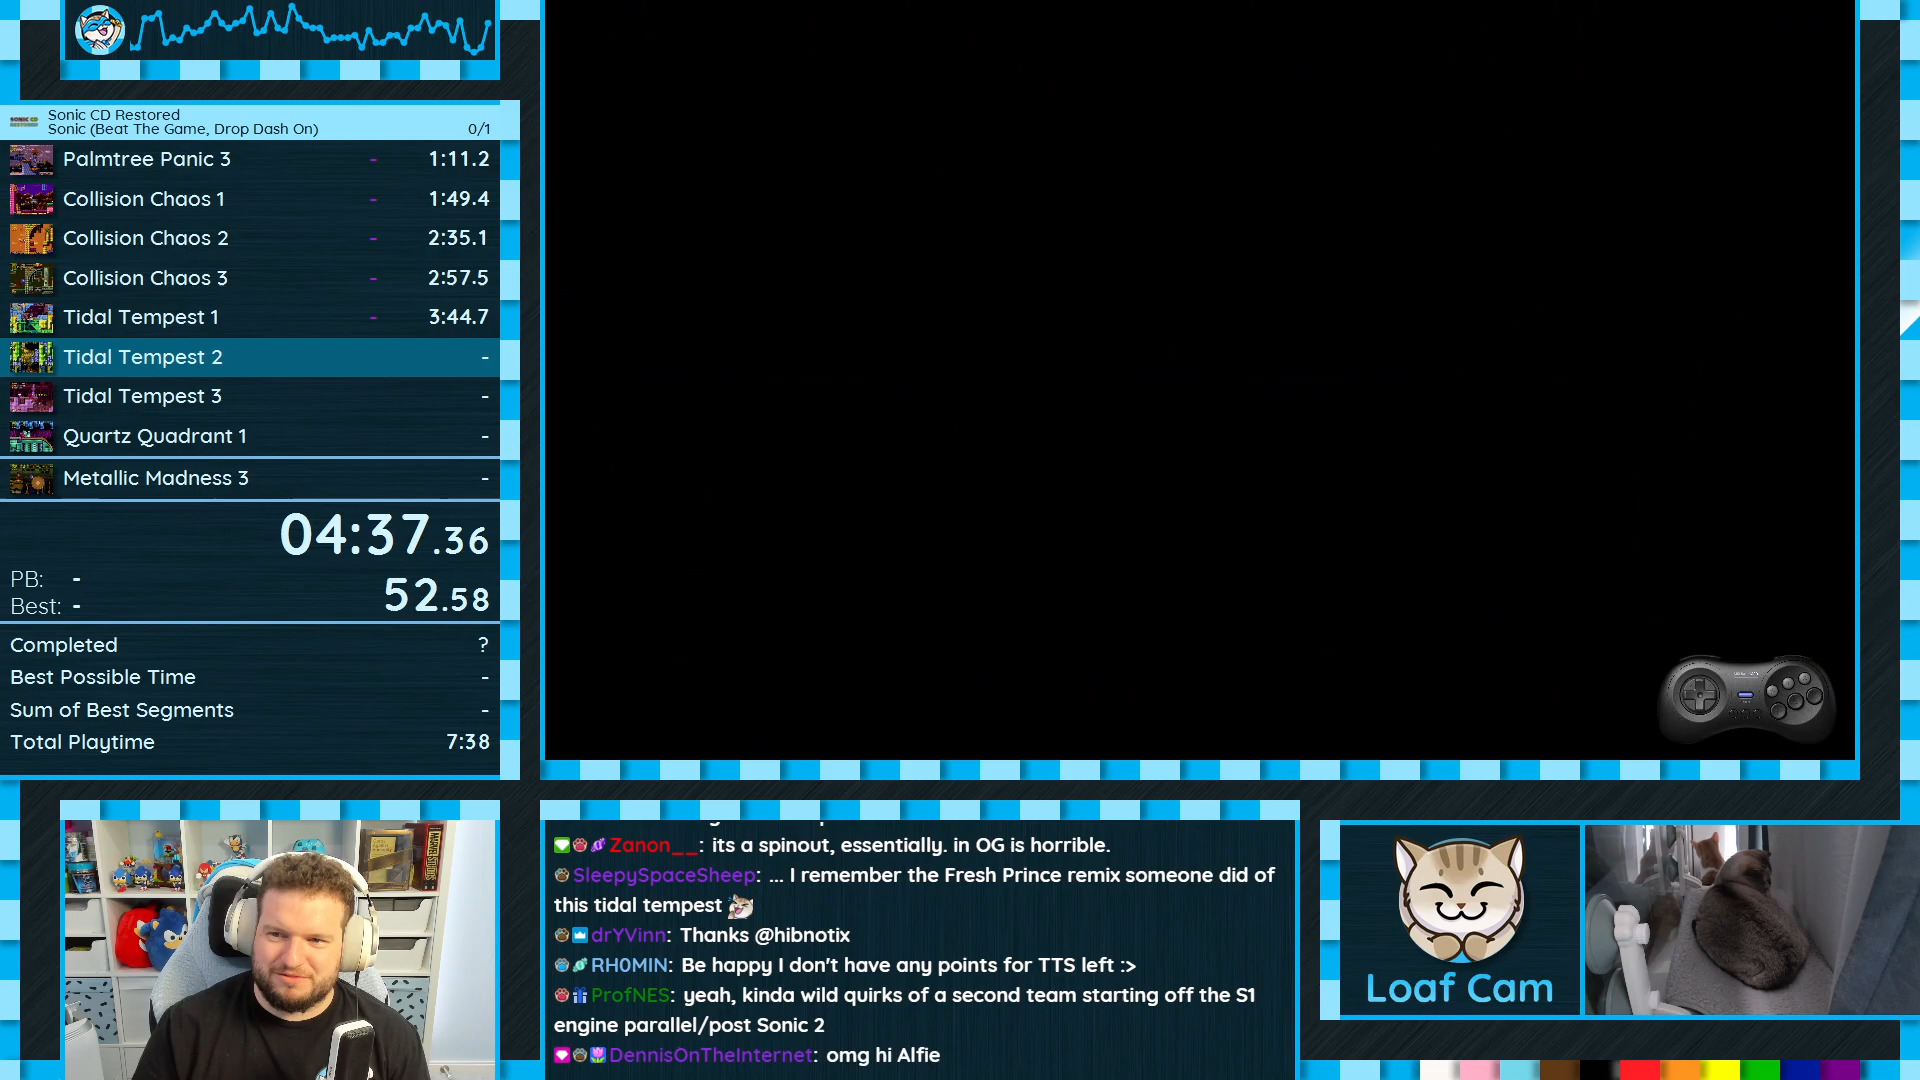 Sonic CD Restored
Sonic (Beat The Game, Drop Dash On) 0/1
Palmtree Panic 3 - 1:11.2
Collision Chaos 1 - 1:49.4
Collision Chaos 2 - 2:35.1
Collision Chaos 3 - 2:57.5
Tidal Tempest 1 - 3:44.7
Tidal Tempest 2 -
Tidal Tempest 3 -
Quartz Quadrant 1 -
Metallic Madness 3 -
04:37.36
PB: - 52.58
Best: -
Completed ?
Best Possible Time -
Sum of Best Segments -
Total Playtime 7:38
Zanon__: its a spinout, essentially. in OG is horrible.
SleepySpaceSheep: ... I remember the Fresh Prince remix someone did of
this tidal tempest
drYVinn: Thanks @hibnotix
RH0MIN: Be happy I don't have any points for TTS left :>
ProfNES: yeah, kinda wild quirks of a second team starting off the S1
engine parallel/post Sonic 2
DennisOnTheInternet: omg hi Alfie
Loaf Cam